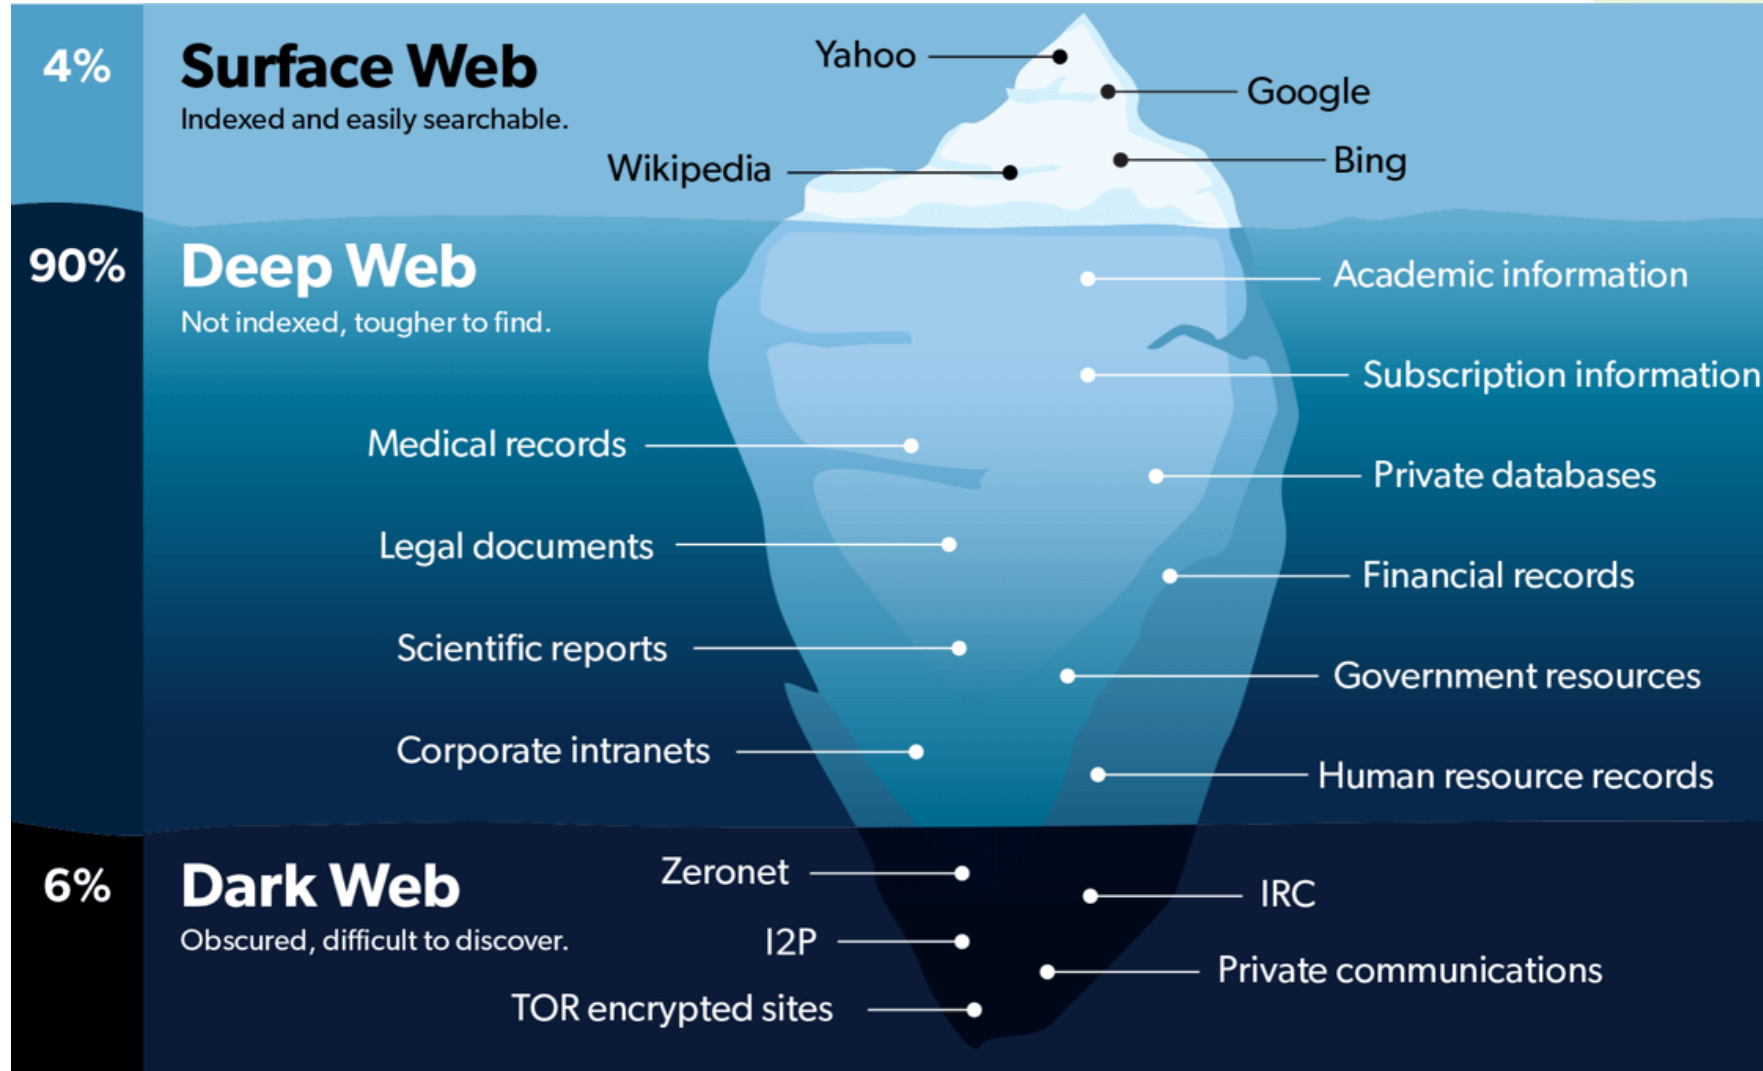 4%
Surface Web
Indexed and easily searchable.
Yahoo
Google
Wikipedia
Bing
90%
Deep Web
Not indexed, tougher to find.
Academic information
Subscription information
Medical records
Private databases
Legal documents
Financial records
Scientific reports
Government resources
Corporate intranets
Human resource records
6%
Dark Web
Obscured, difficult to discover.
Zeronet
IRC
I2P
Private communications
TOR encrypted sites